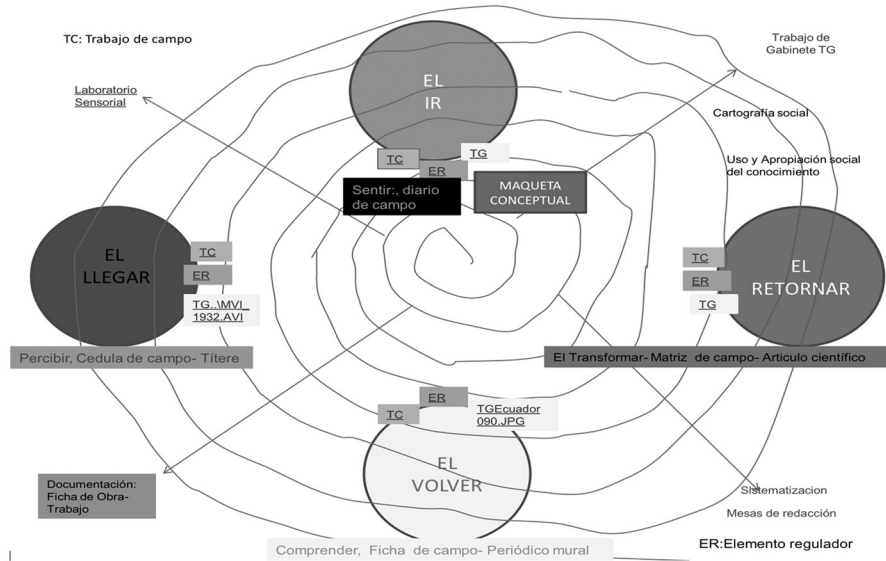 TC: Trabajo de campo
Trabajo de
Gabinete TG
Laboratorio
Sensorial
EL
IR
Cartografía social
TC
TG
ER
Uso y Apropiación social
del conocimiento
Sentir:, diario
de campo
MAQUETA
CONCEPTUAL
EL
LLEGAR
TC
ER
TG..\MVI_
1932.AVI
TC
ER
TG
EL
RETORNAR
Percibir, Cedula de campo- Títere
El Transformar- Matriz de campo- Articulo científico
ER
TC
TGEcuador
090.JPG
EL
VOLVER
Documentación:
Ficha de Obra-
Trabajo
Sistematizacion
Mesas de redacción
Comprender, Ficha de campo- Periódico mural
ER:Elemento regulador